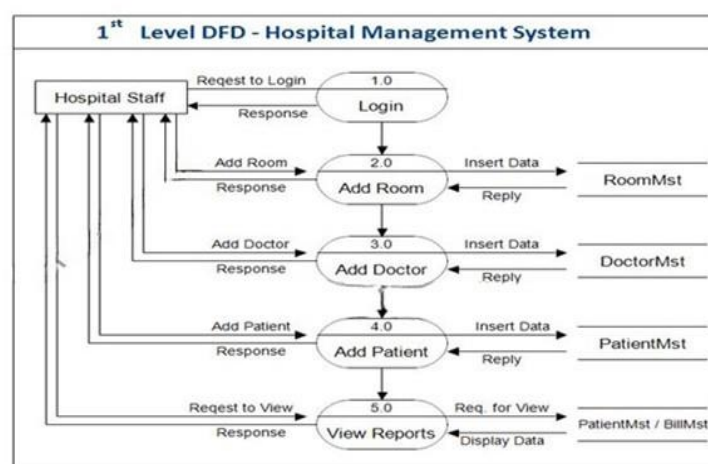 1st Level DFD - Hospital Management System
Reqest to Login
1.0
Hospital Staff
Login
Response
Add Room
2.0
Insert Data
Response
Add Room
Reply
RoomMst
Add Doctor
3.0
Insert Data
Response
Add Doctor
Reply
DoctorMst
Add Patient
4.0
Insert Data
Response
Add Patient
Reply
PatientMst
Reqest to View
5.0
Req. for View
Response
View Reports
Display Data
PatientMst / BillMst